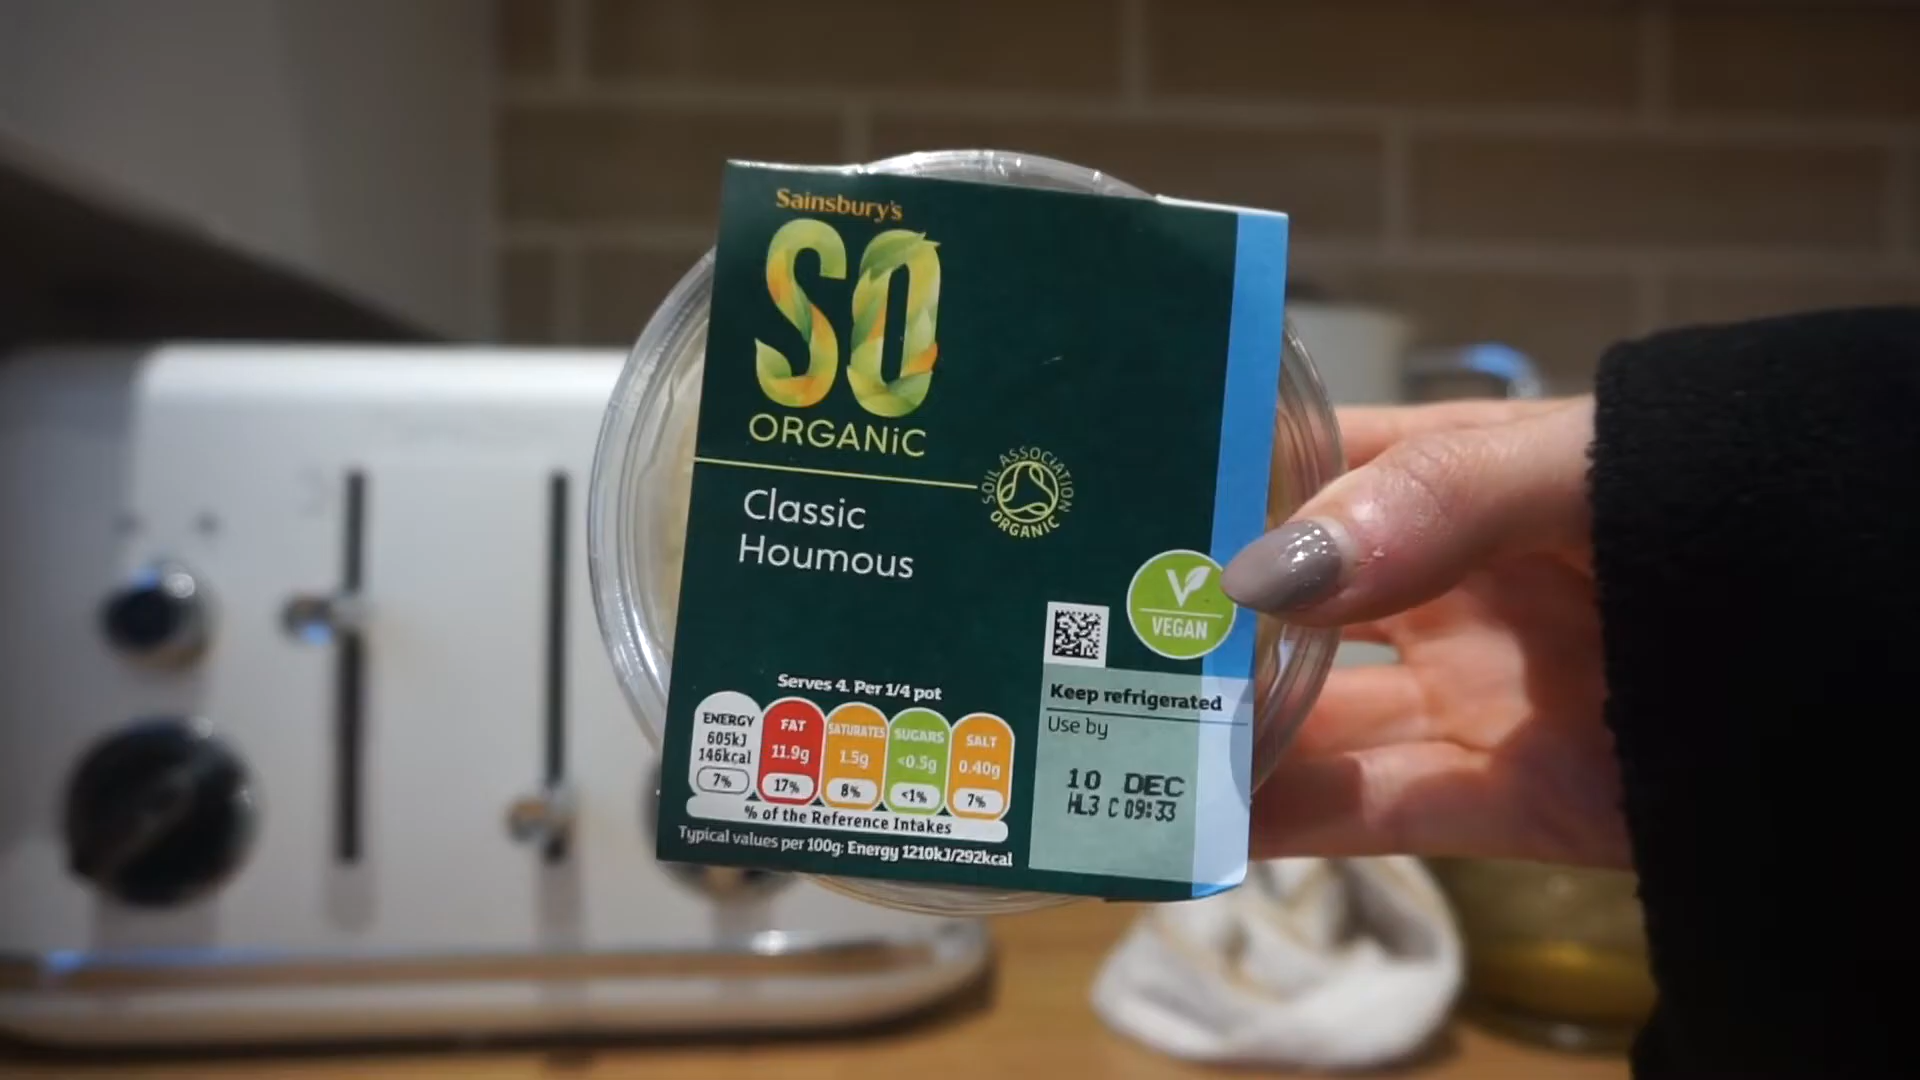 Sainsbury's
SO
ORGANiC
Classic
Houmous
SOIL ASSOCIATION
ORGANIC
V
VEGAN
Serves 4. Per 1/4 pot
ENERGY
605kJ
146kcal
7%
FAT
11.9g
17%
SATURATES
1.5g
8%
SUGARS
<0.5g
<1%
SALT
0.40g
7%
% of the Reference Intakes
Typical values per 100g: Energy 1210kJ/292kcal
Keep refrigerated
Use by
10 DEC
HL3 C 09:33